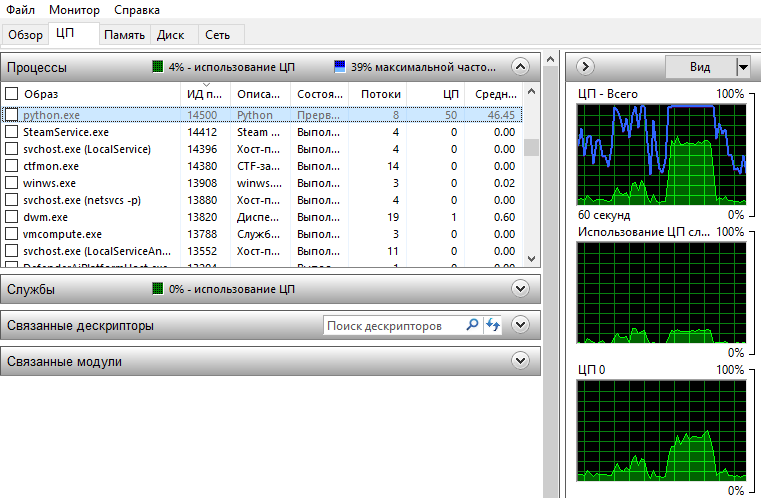 Файл Монитор Справка
Обзор ЦП Память Диск Сеть
Процессы 4% - использование ЦП 39% максимальной часто...
Образ ИД п... Описа... Состоя... Потоки ЦП Средн...
python.exe 14500 Python Прерв... 8 50 46.45
SteamService.exe 14412 Steam ... Выпол... 4 0 0.00
svchost.exe (LocalService) 14396 Хост-п... Выпол... 4 0 0.00
ctfmon.exe 14380 CTF-за... Выпол... 14 0 0.00
winws.exe 13908 winws.... Выпол... 3 0 0.02
svchost.exe (netsvcs -p) 13880 Хост-п... Выпол... 4 0 0.00
dwm.exe 13820 Диспе... Выпол... 19 1 0.60
vmcompute.exe 13788 Служб... Выпол... 3 0 0.00
svchost.exe (LocalServiceAn... 13552 Хост-п... Выпол... 11 0 0.00
Службы 0% - использование ЦП
Связанные дескрипторы Поиск дескрипторов
Связанные модули
Вид
ЦП - Всего 100%
60 секунд 0%
Использование ЦП сл... 100%
0%
ЦП 0 100%
0%